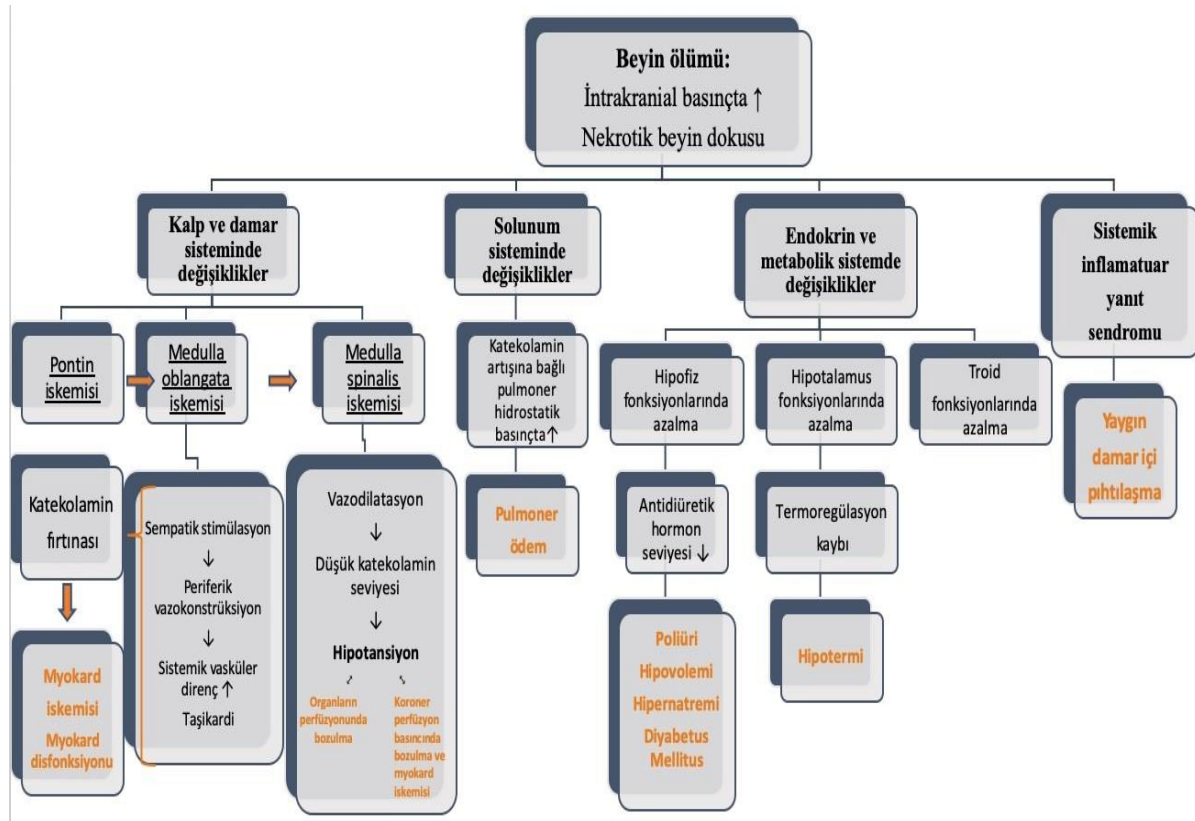 Beyin ölümü:
İntrakranial basınçta ↑
Nekrotik beyin dokusu
Kalp ve damar
sisteminde
değişiklikler
Solunum
sisteminde
değişiklikler
Endokrin ve
metabolik sistemde
değişiklikler
Sistemik
inflamatuar
yanıt
sendromu
Pontin
iskemisi
Medulla
oblangata
iskemisi
Medulla
spinalis
iskemisi
Katekolamin
artışına bağlı
pulmoner
hidrostatik
basınçta↑
Hipofiz
fonksiyonlarında
azalma
Hipotalamus
fonksiyonlarında
azalma
Troid
fonksiyonlarında
azalma
Yaygın
damar içi
pıhtılaşma
Katekolamin
fırtınası
Sempatik stimülasyon
↓
Periferik
vazokonstrüksiyon
↓
Sistemik vasküler
direnç ↑
Taşikardi
Vazodilatasyon
↓
Düşük katekolamin
seviyesi
↓
Hipotansiyon
Organların
perfüzyonunda
bozulma
Koroner
perfüzyon
basıncında
bozulma ve
myokard
iskemisi
Pulmoner
ödem
Antidiüretik
hormon
seviyesi ↓
Termoregülasyon
kaybı
Myokard
iskemisi
Myokard
disfonksiyonu
Poliüri
Hipovolemi
Hipernatremi
Diyabetus
Mellitus
Hipotermi